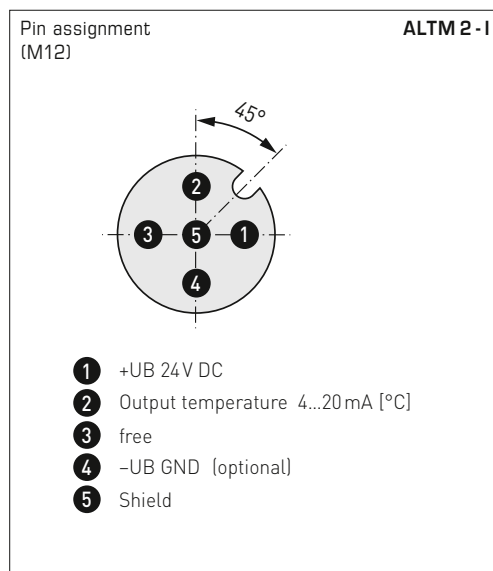 Pin assignment ALTM 2 - I
(M12)
45°
2
3 5 1
4
1 +UB 24 V DC
2 Output temperature 4...20 mA [°C]
3 free
4 –UB GND (optional)
5 Shield